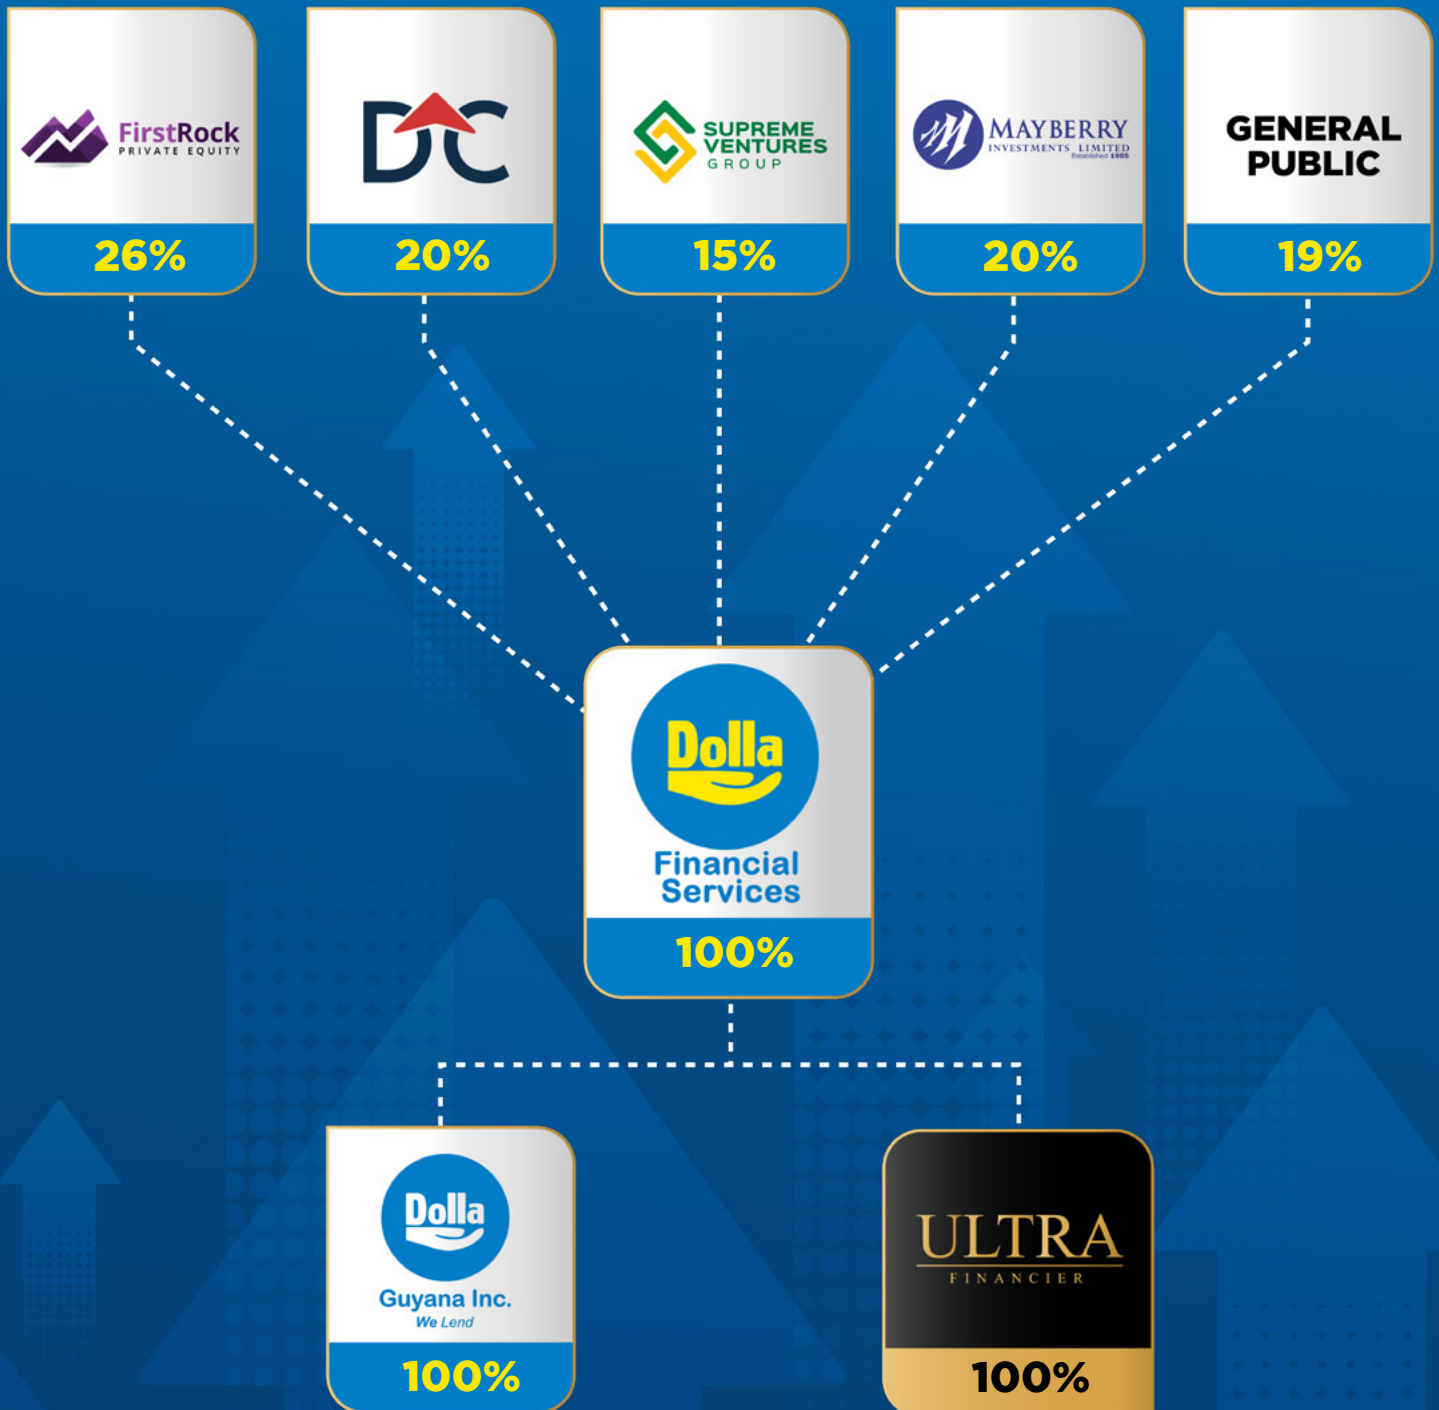 FirstRock
PRIVATE EQUITY
26%
DC
20%
SUPREME
VENTURES
GROUP
15%
MAYBERRY
INVESTMENTS LIMITED
Established 1985
20%
GENERAL
PUBLIC
19%
Dolla
Financial
Services
100%
Dolla
Guyana Inc.
We Lend
100%
ULTRA
FINANCIER
100%